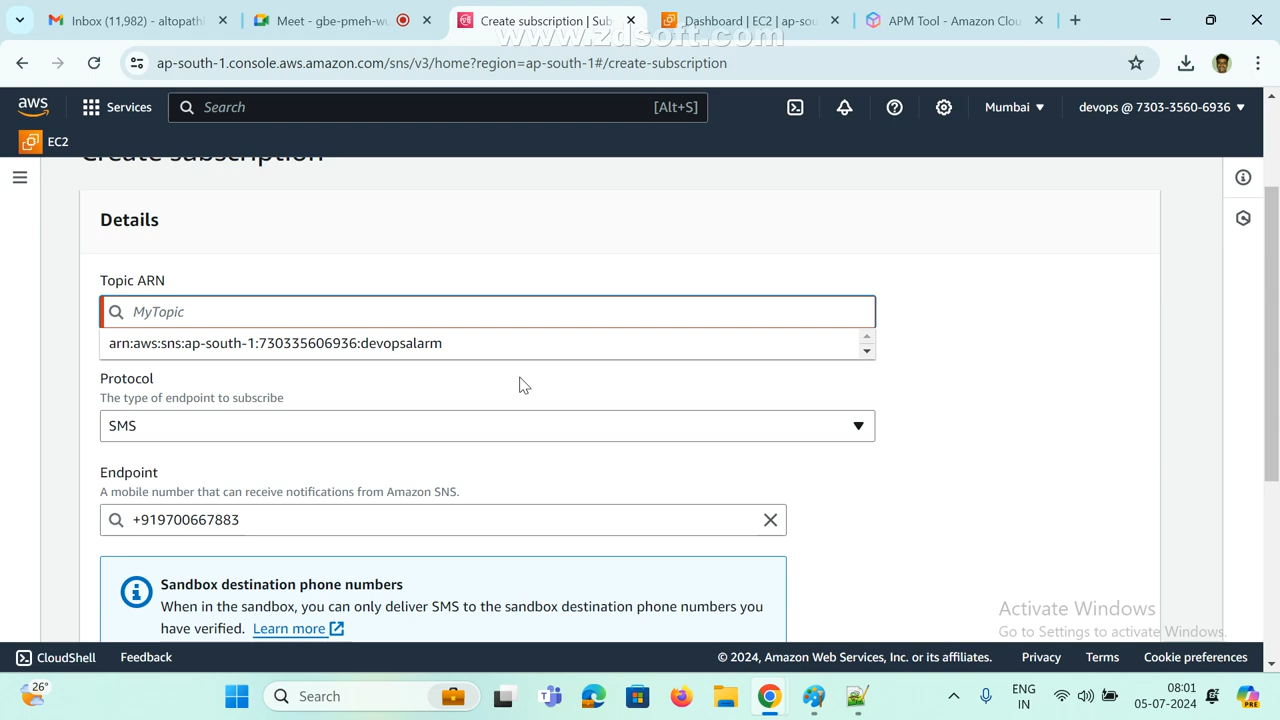 Inbox (11,982) - altopathi
Meet - gbe-pmeh-wu
Create subscription | Sub
Dashboard | EC2 | ap-sou
APM Tool - Amazon Clou
www.zdsoft.com
ap-south-1.console.aws.amazon.com/sns/v3/home?region=ap-south-1#/create-subscription
aws
Services
Search
[Alt+S]
Mumbai
devops @ 7303-3560-6936
EC2
Create subscription
Details
Topic ARN
MyTopic
arn:aws:sns:ap-south-1:730335606936:devopsalarm
Protocol
The type of endpoint to subscribe
SMS
Endpoint
A mobile number that can receive notifications from Amazon SNS.
+919700667883
Sandbox destination phone numbers
When in the sandbox, you can only deliver SMS to the sandbox destination phone numbers you
have verified. Learn more
Activate Windows
Go to Settings to activate Windows.
CloudShell
Feedback
© 2024, Amazon Web Services, Inc. or its affiliates.
Privacy
Terms
Cookie preferences
26°
Search
ENG
IN
08:01
05-07-2024
PRE